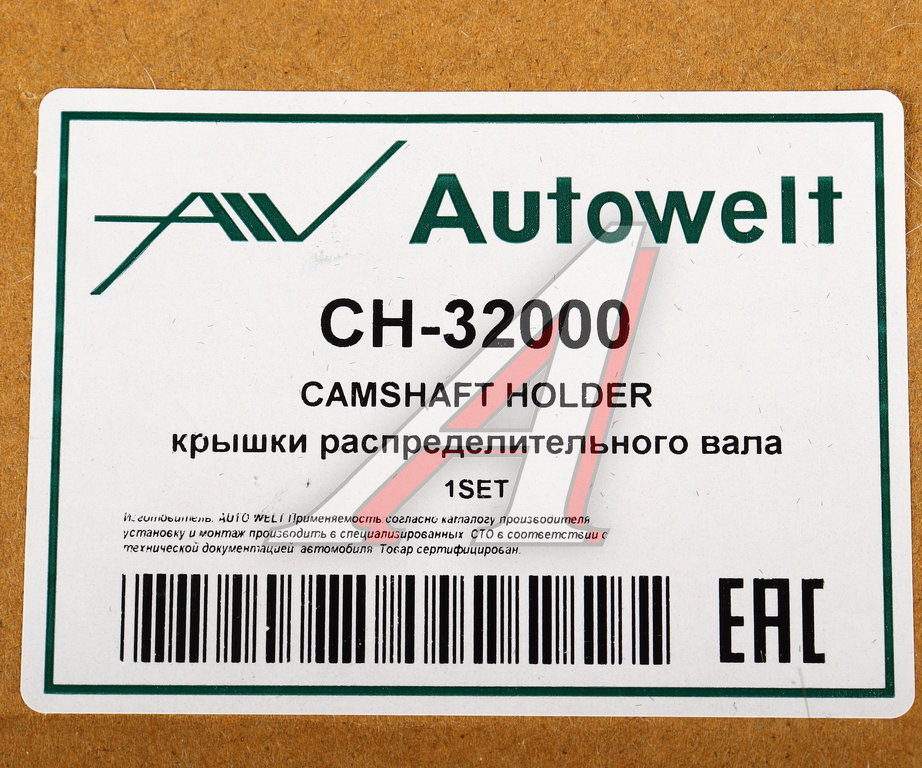 AW Autowelt
CH-32000
CAMSHAFT HOLDER
крышки распределительного вала
1SET
Изготовитель: AUTO WELT Применяемость согласно каталогу производителя
установку и монтаж производить в специализированных СТО в соответствии с
технической документацией автомобиля Товар сертифицирован.
EAC